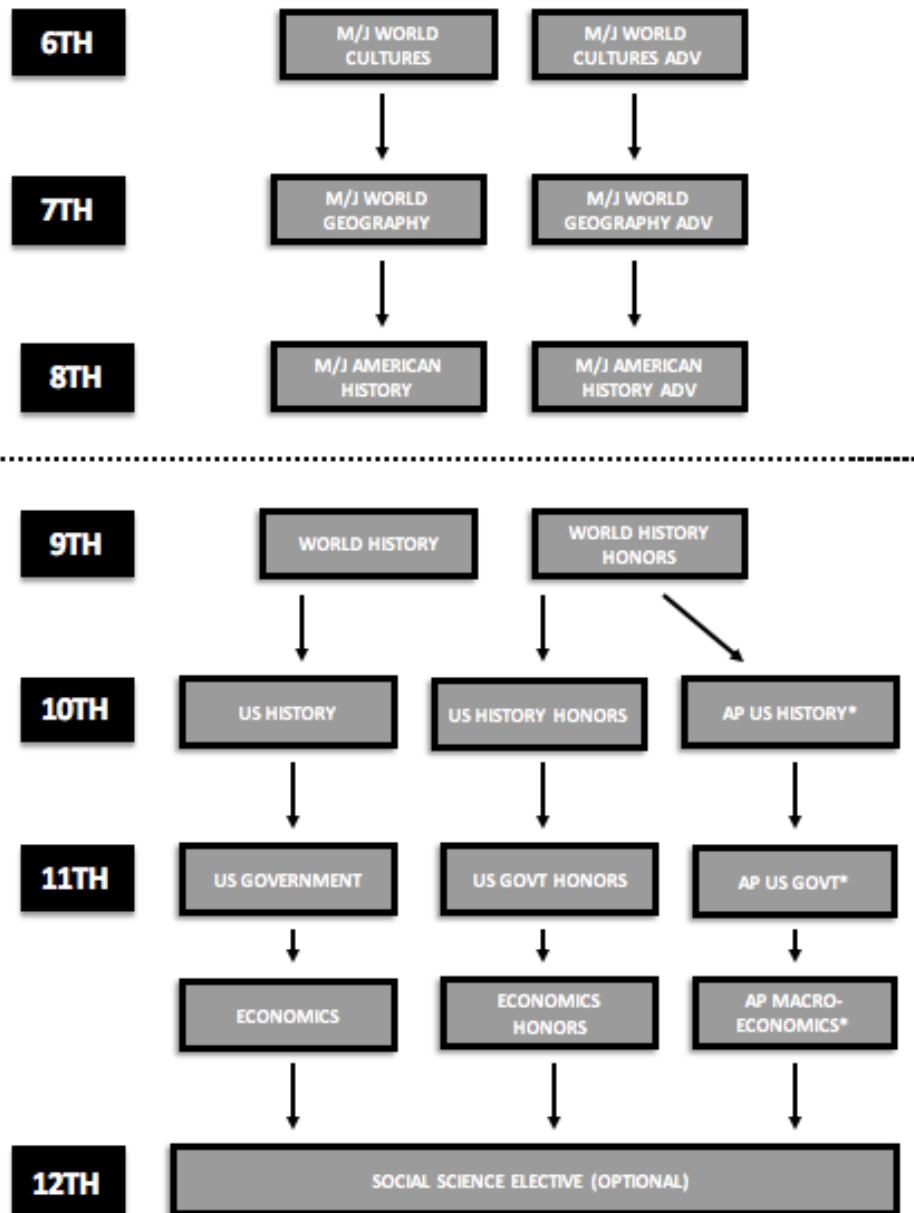 6TH
M/J WORLD
CULTURES
M/J WORLD
CULTURES ADV
7TH
M/J WORLD
GEOGRAPHY
M/J WORLD
GEOGRAPHY ADV
8TH
M/J AMERICAN
HISTORY
M/J AMERICAN
HISTORY ADV
9TH
WORLD HISTORY
WORLD HISTORY
HONORS
10TH
US HISTORY
US HISTORY HONORS
AP US HISTORY*
11TH
US GOVERNMENT
US GOVT HONORS
AP US GOVT*
ECONOMICS
ECONOMICS
HONORS
AP MACRO-
ECONOMICS*
12TH
SOCIAL SCIENCE ELECTIVE (OPTIONAL)